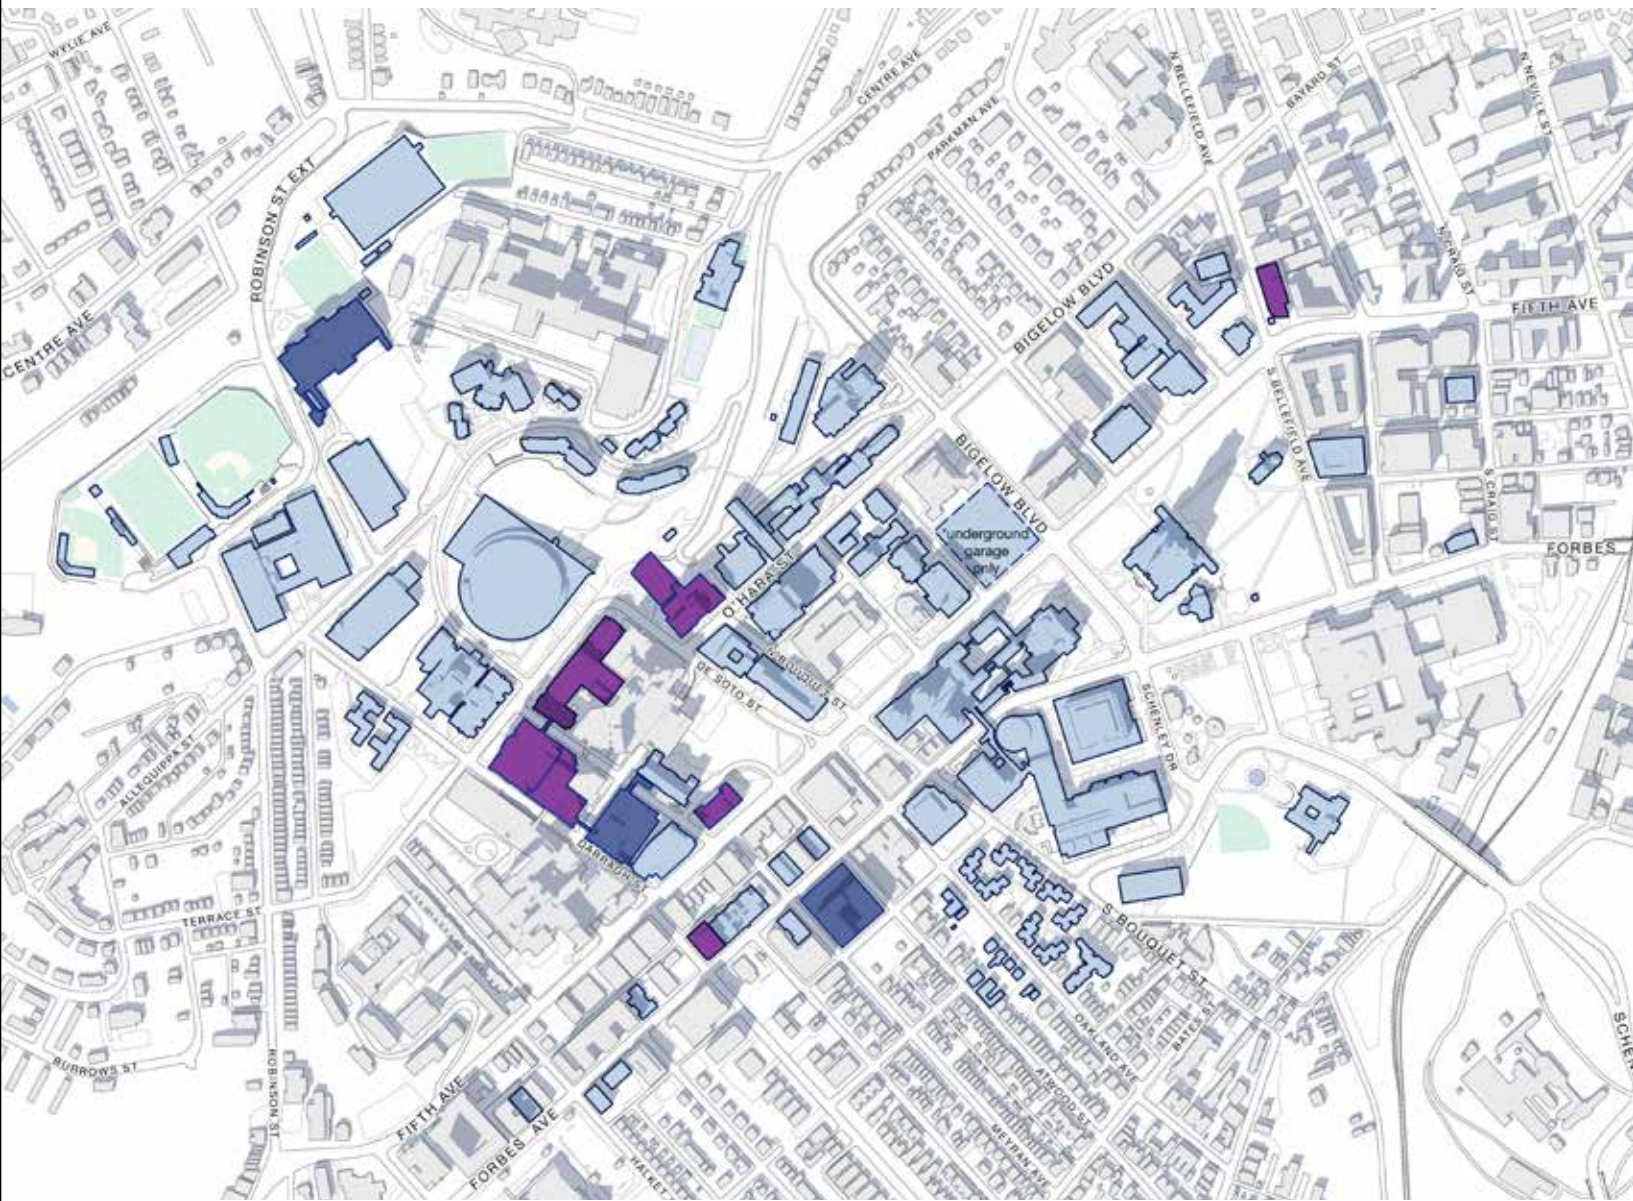 WYLIE AVE
CENTRE AVE
N BELLEFIELD AVE
BAYARD ST
N NEVILLE ST
PARKMAN AVE
ROBINSON ST EXT
N CRAIG ST
BIGELOW BLVD
FIFTH AVE
CENTRE AVE
S BELLEFIELD AVE
BIGELOW BLVD
S CRAIG ST
underground
garage
only
FORBES
O'HARA ST
N BOUQUET ST
DE SOTO ST
SCHENLEY DR
ALLEQUIPPA ST
DARRAGH S
TERRACE ST
S BOUQUET ST
OAKLAND AVE
BATES ST
SCHEN
BURROWS ST
ROBINSON ST
ATWOOD ST
FIFTH AVE
FORBES AVE
MEYRAN AVE
HALKET